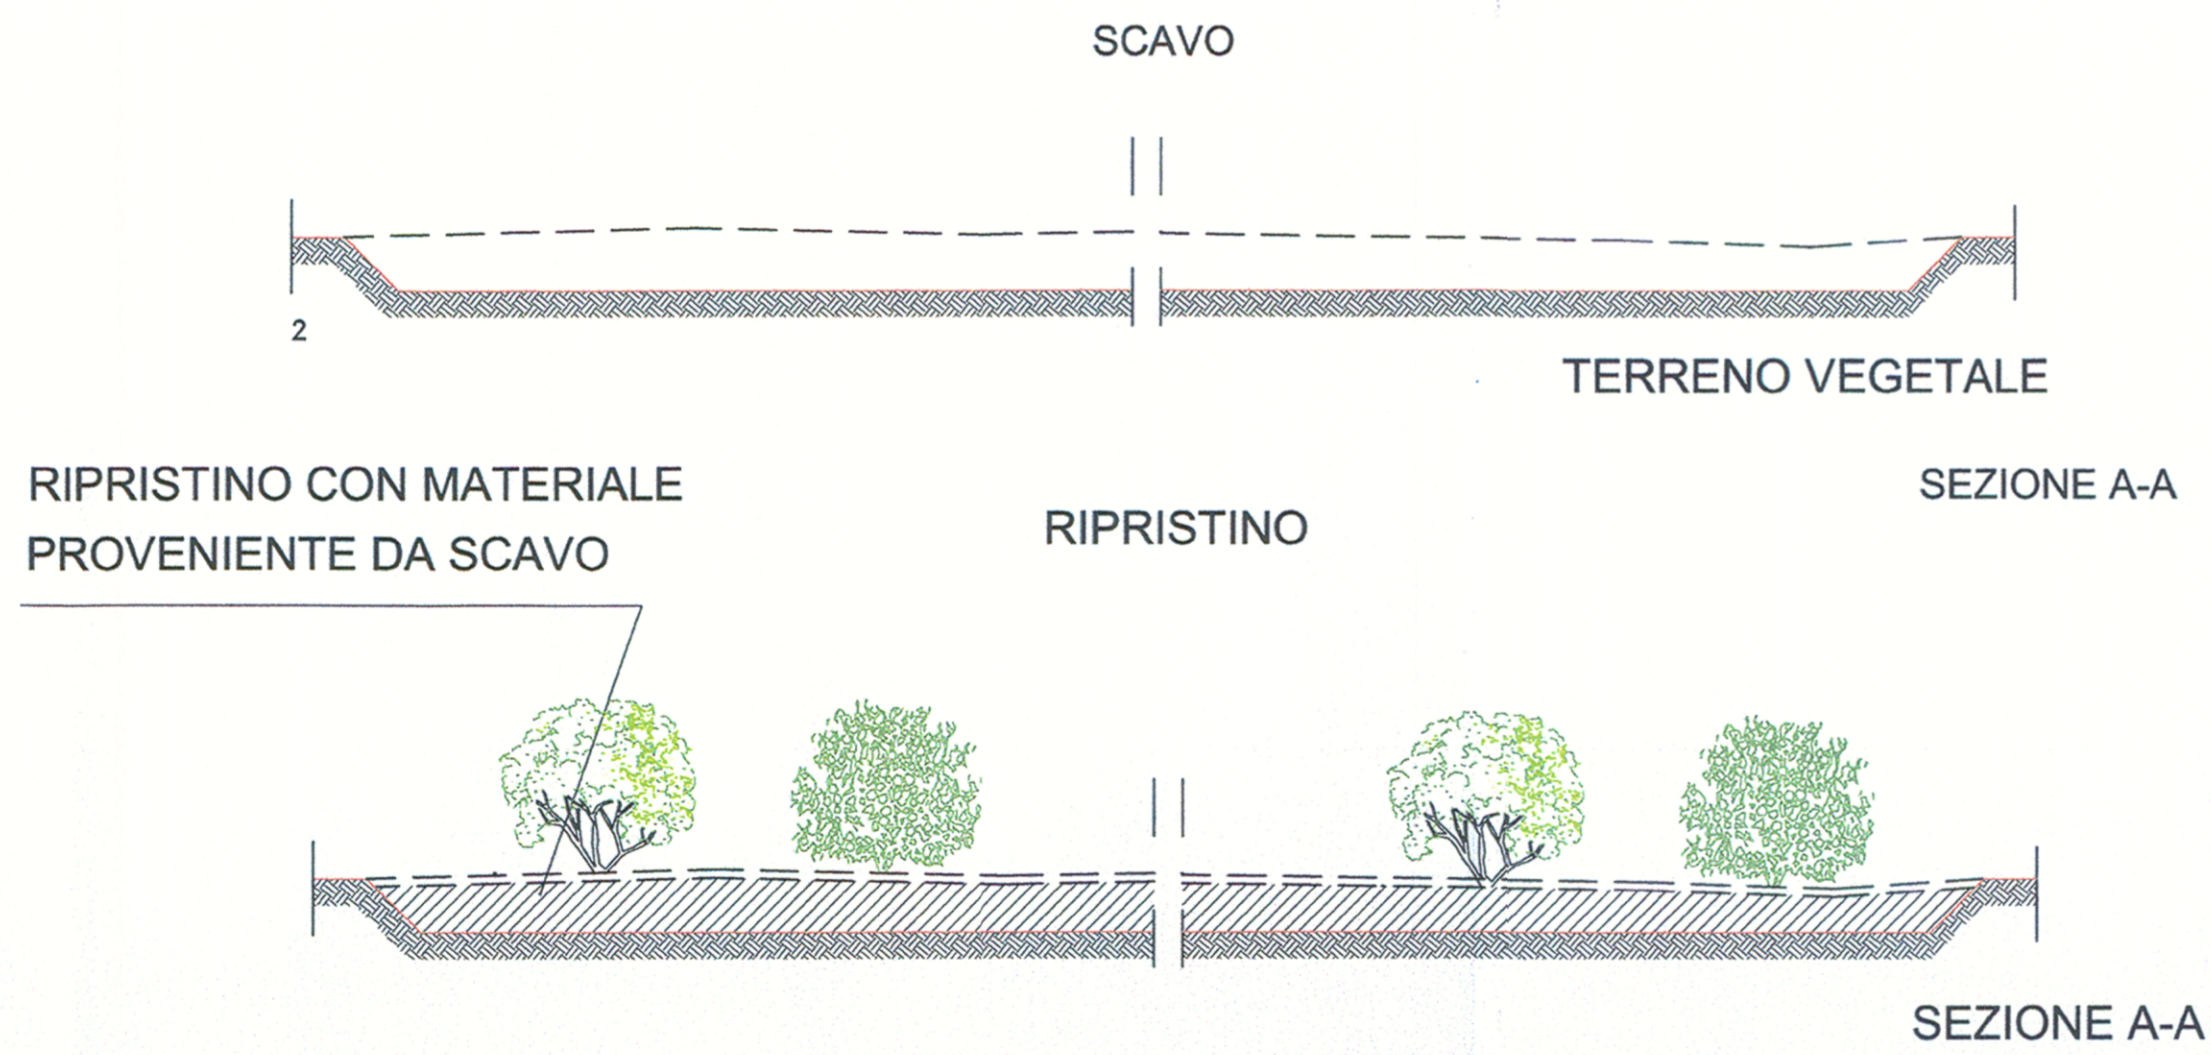 SCAVO
2
TERRENO VEGETALE
SEZIONE A-A
RIPRISTINO CON MATERIALE
PROVENIENTE DA SCAVO
RIPRISTINO
SEZIONE A-A